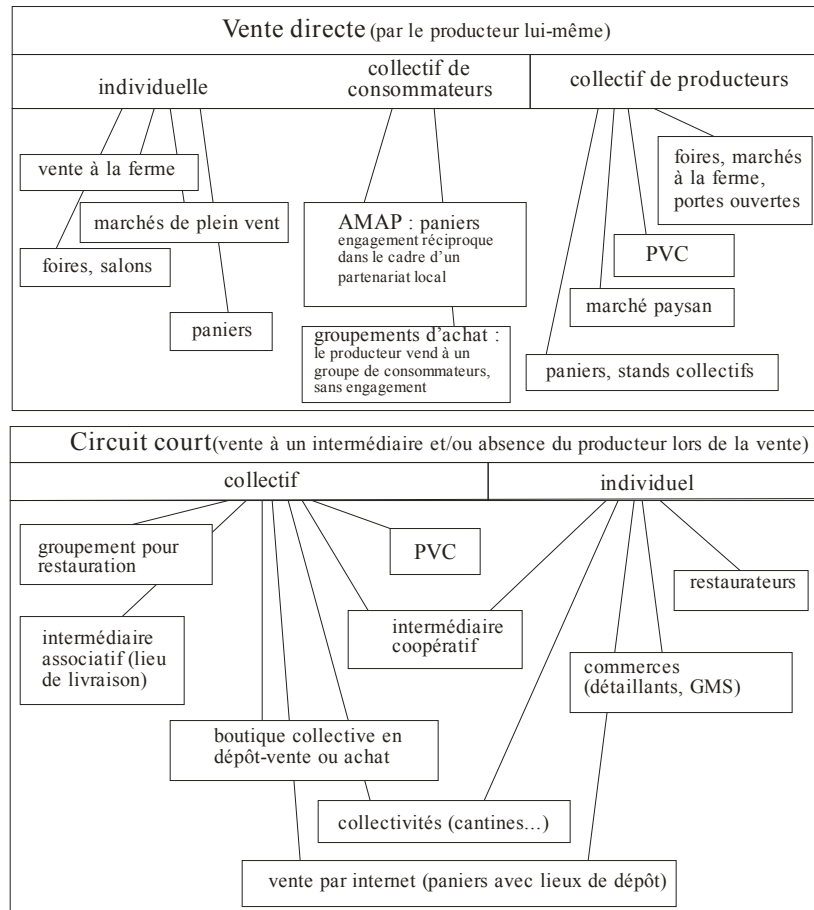 Vente directe (par le producteur lui-même)
individuelle
collectif de
consommateurs
collectif de producteurs
vente à la ferme
marchés de plein vent
foires, salons
paniers
AMAP : paniers
engagement réciproque
dans le cadre d'un
partenariat local
groupements d'achat :
le producteur vend à un
groupe de consommateurs,
sans engagement
foires, marchés
à la ferme,
portes ouvertes
PVC
marché paysan
paniers, stands collectifs
Circuit court(vente à un intermédiaire et/ou absence du producteur lors de la vente)
collectif
individuel
groupement pour
restauration
PVC
restaurateurs
intermédiaire
associatif (lieu
de livraison)
intermédiaire
coopératif
commerces
(détaillants, GMS)
boutique collective en
dépôt-vente ou achat
collectivités (cantines...)
vente par internet (paniers avec lieux de dépôt)